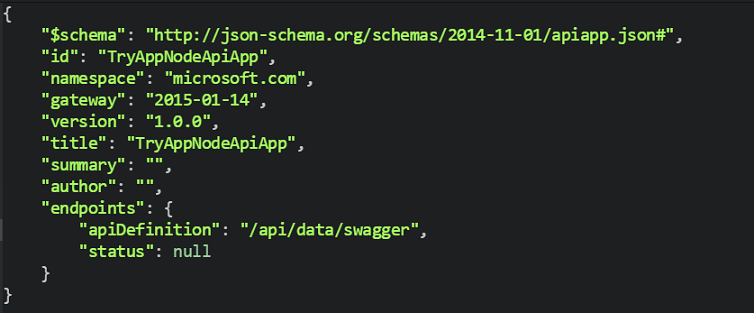 {
    "$schema": "http://json-schema.org/schemas/2014-11-01/apiapp.json#",
    "id": "TryAppNodeApiApp",
    "namespace": "microsoft.com",
    "gateway": "2015-01-14",
    "version": "1.0.0",
    "title": "TryAppNodeApiApp",
    "summary": "",
    "author": "",
    "endpoints": {
        "apiDefinition": "/api/data/swagger",
        "status": null
    }
}